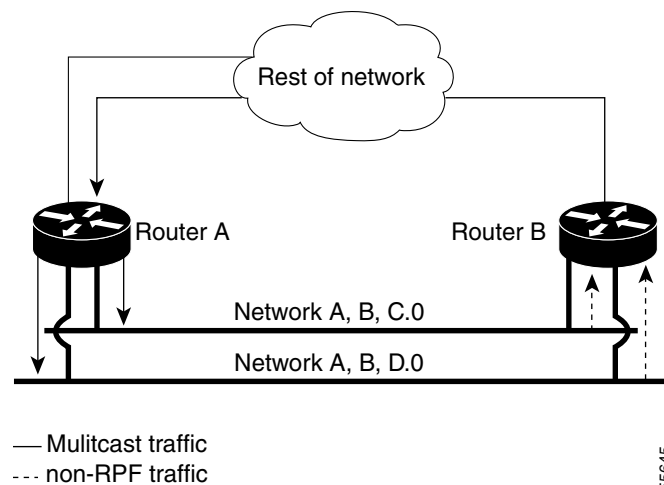 Rest of network
Router A
Router B
Network A, B, C.0
Network A, B, D.0
Mulitcast traffic
non-RPF traffic